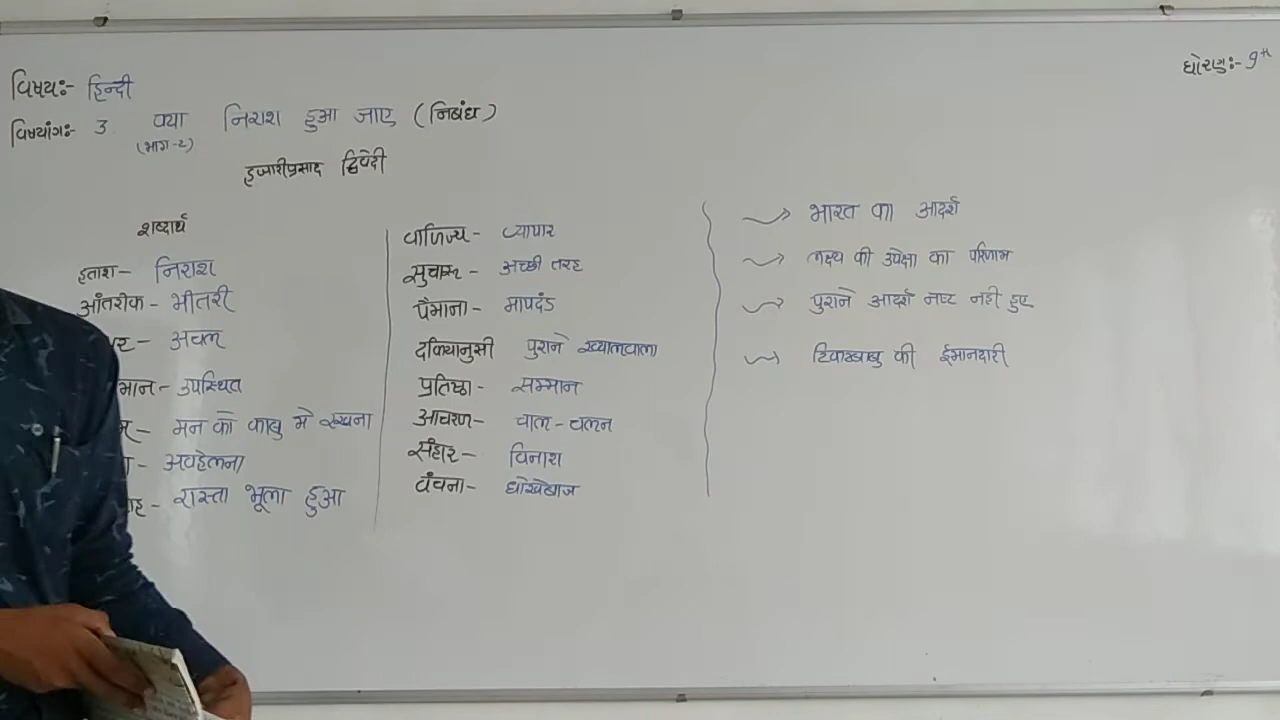 विषयः- हिन्दी
धोरणः- 9th
विषयांगः- 3 क्या निराश हुआ जाए (निबंध)
(भाग-2)
हजारीप्रसाद द्विवेदी
शब्दार्थ
हताश - निराश
आंतरीक - भीतरी
- अचल
मान - उपस्थित
- मन को काबु मे रखना
- अवहेलना
- रास्ता भूला हुआ
वाणिज्य - व्यापार
सुचारू - अच्छी तरह
पैमाना - मापदंड
दकियानुसी पुराने ख्यालवाला
प्रतिष्ठा - सम्मान
आचरण - चाल-चलन
संहार - विनाश
वंचना - धोखेबाज
भारत का आदर्श
लक्ष्य की उपेक्षा का परिणाम
पुराने आदर्श नष्ट नही हुए
टिकटबाबु की ईमानदारी